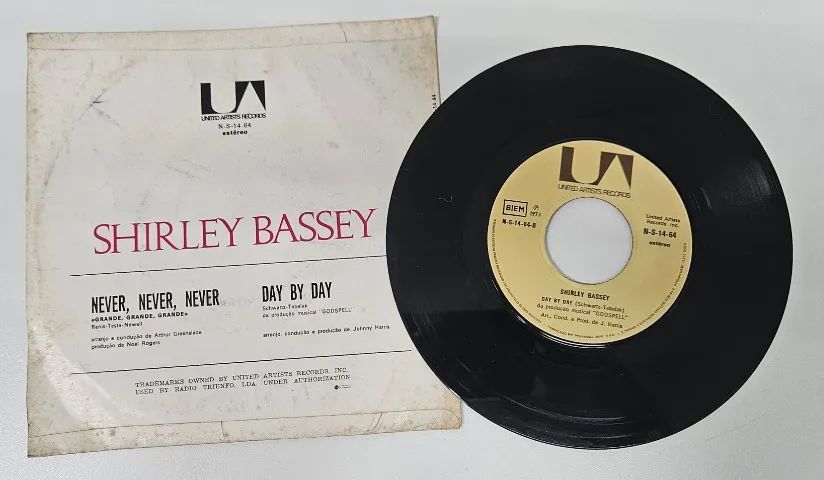 UNITED ARTISTS RECORDS
N-S-14-64
estéreo
SHIRLEY BASSEY
NEVER, NEVER, NEVER
«GRANDE, GRANDE, GRANDE»
Renis-Testa-Newell
arranjo e condução de Arthur Greenslade
produção de Noel Rogers
DAY BY DAY
Schwartz-Tebelak
da produção musical "GODSPELL"
arranjo, condução e produção de Johnny Harris
TRADEMARKS OWNED BY UNITED ARTISTS RECORDS, INC.
USED BY RADIO TRIUNFO, LDA. UNDER AUTHORIZATION
UNITED ARTISTS RECORDS
BIEM
℗
N-S-14-64-B
United Artists
Records Inc.
N-S-14-64
estéreo
SHIRLEY BASSEY
DAY BY DAY (Schwartz-Tebelak)
da produção musical "GODSPELL"
Arr., Cond. e Prod. de J. Harris